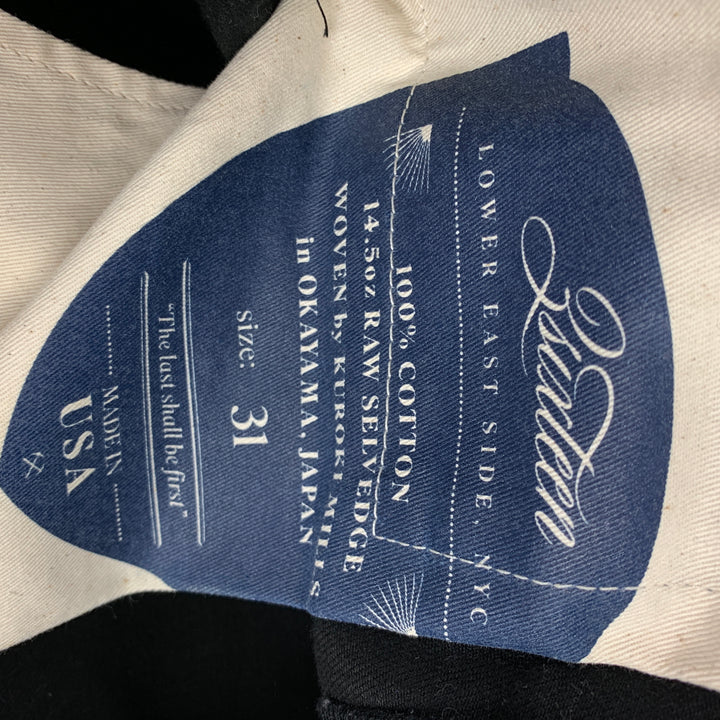 Quinteen
LOWER EAST SIDE, NYC
100% COTTON
14.5oz RAW SELVEDGE
WOVEN by KUROKI MILLS
in OKAYAMA, JAPAN
size: 31
"The last shall be first"
MADE IN
USA